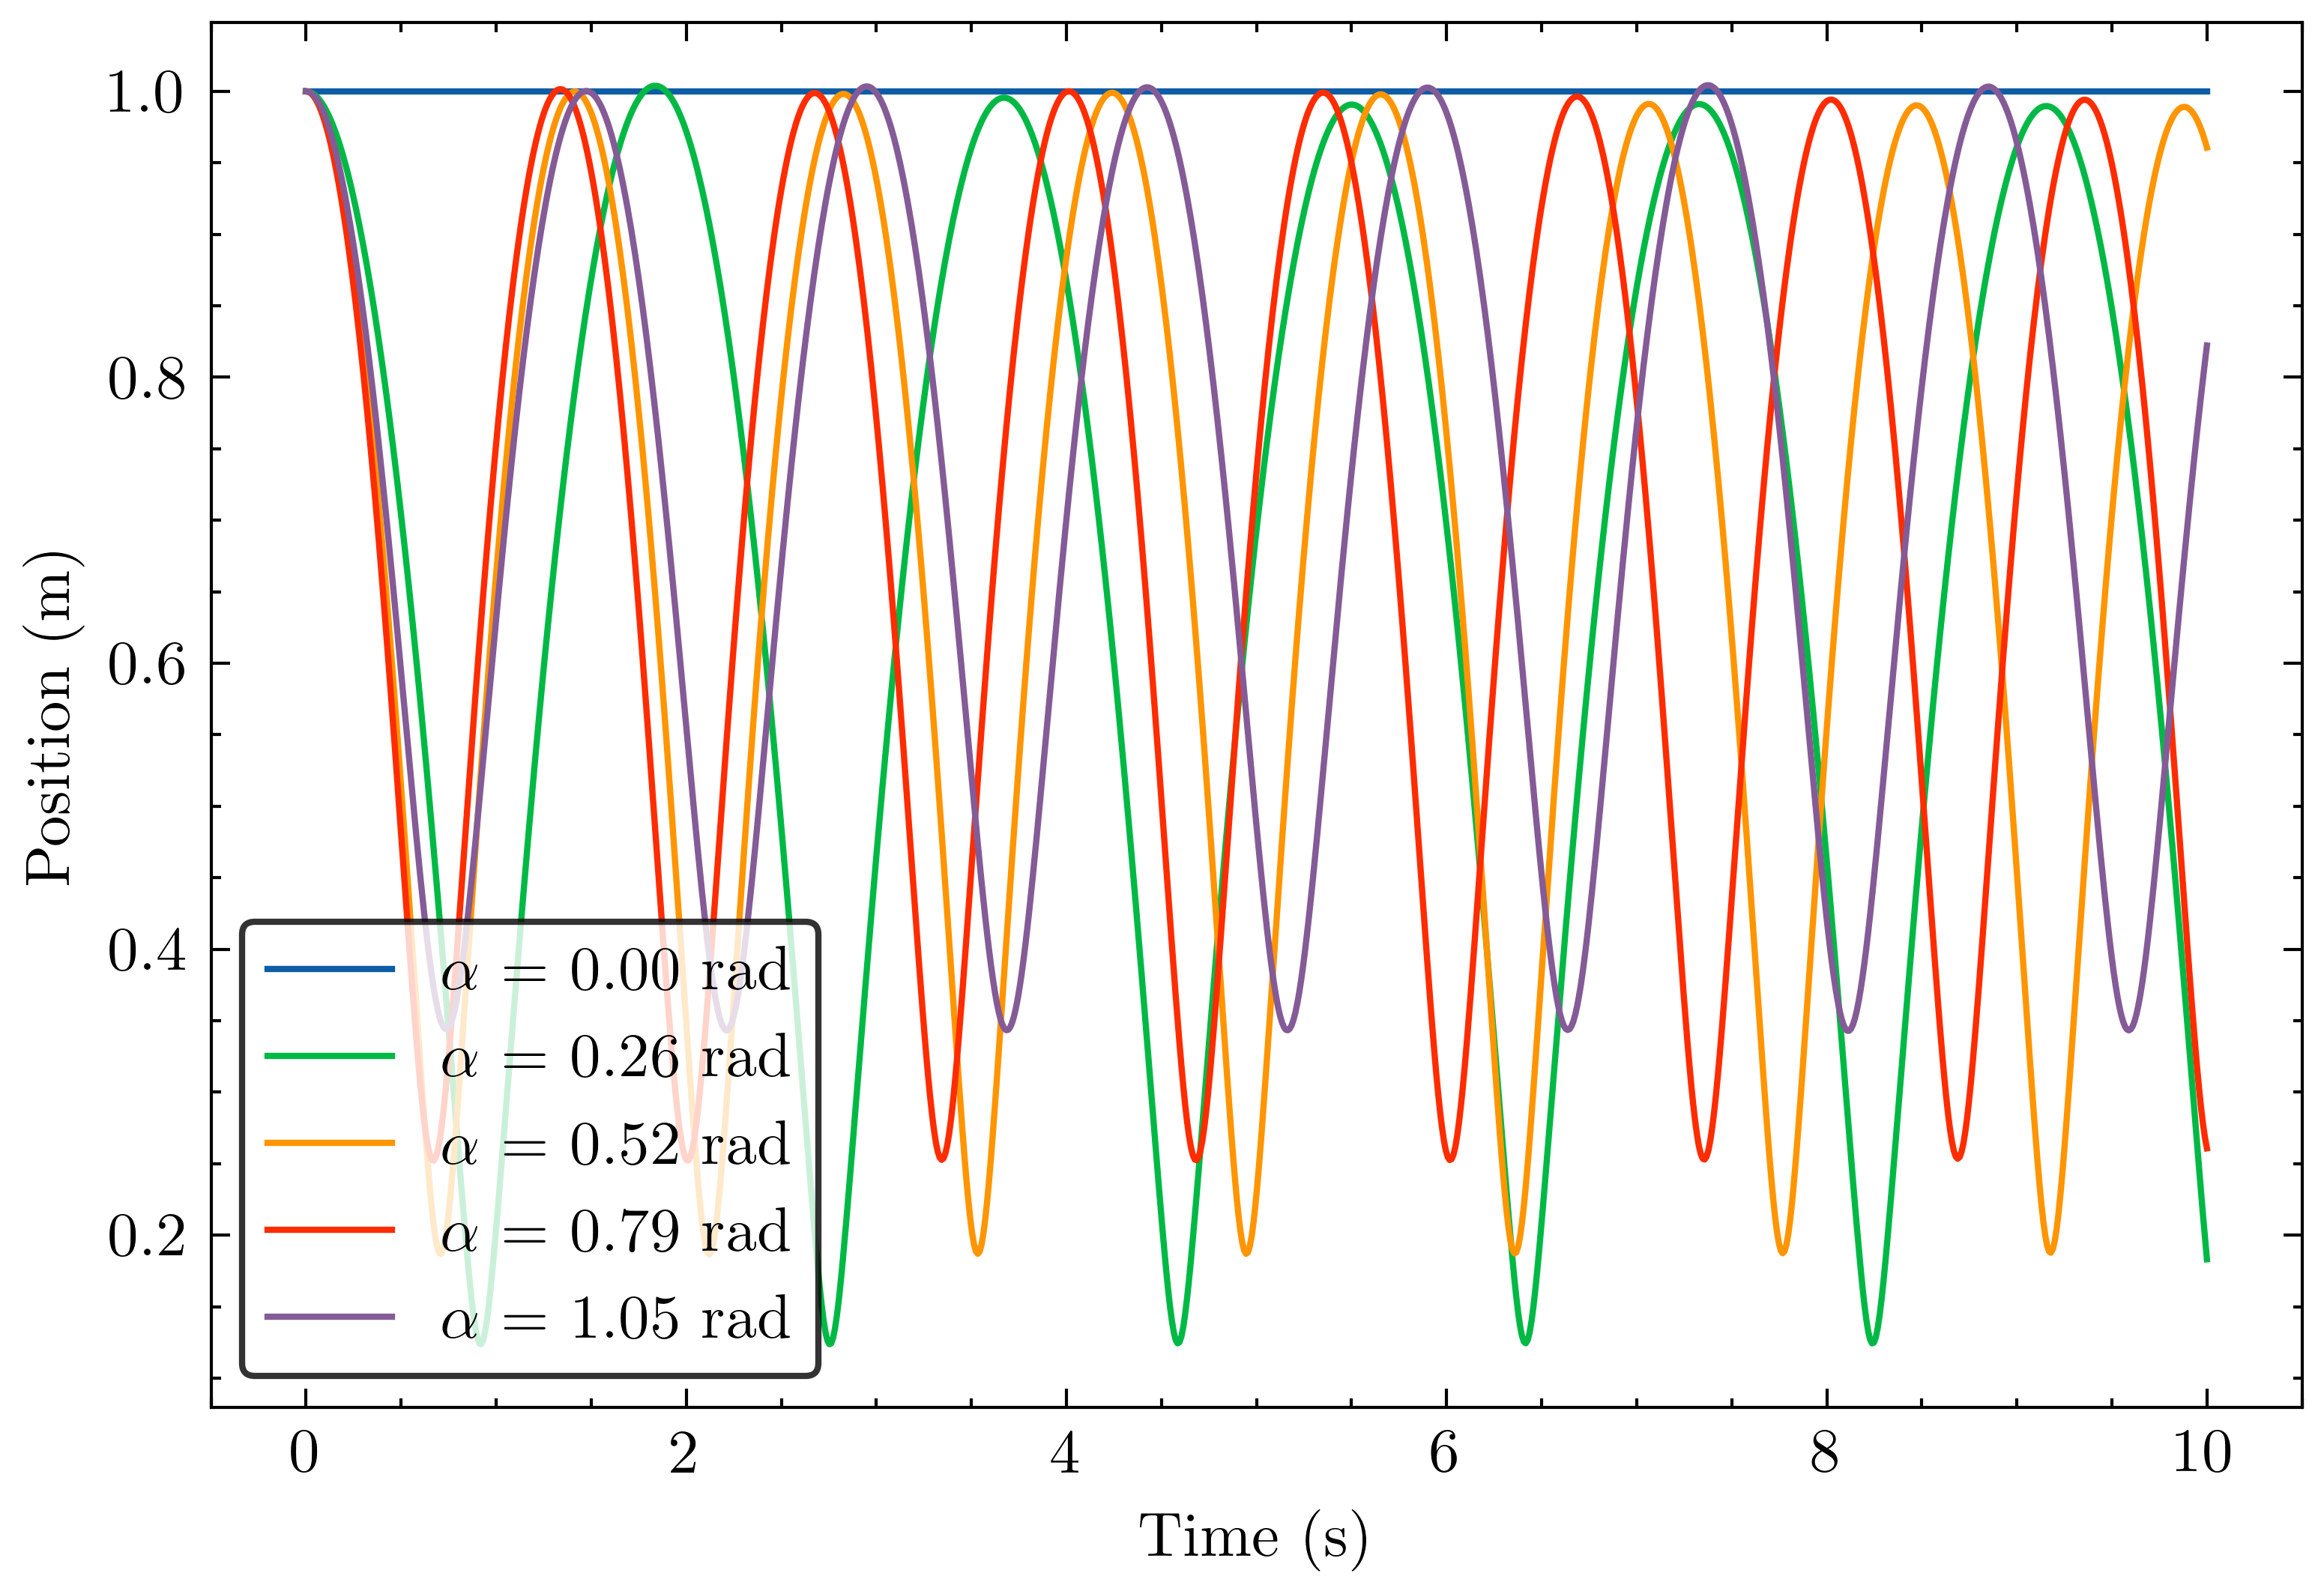 1.0
0.8
0.6
0.4
0.2
Position (m)
α = 0.00 rad
α = 0.26 rad
α = 0.52 rad
α = 0.79 rad
α = 1.05 rad
0 2 4 6 8 10
Time (s)